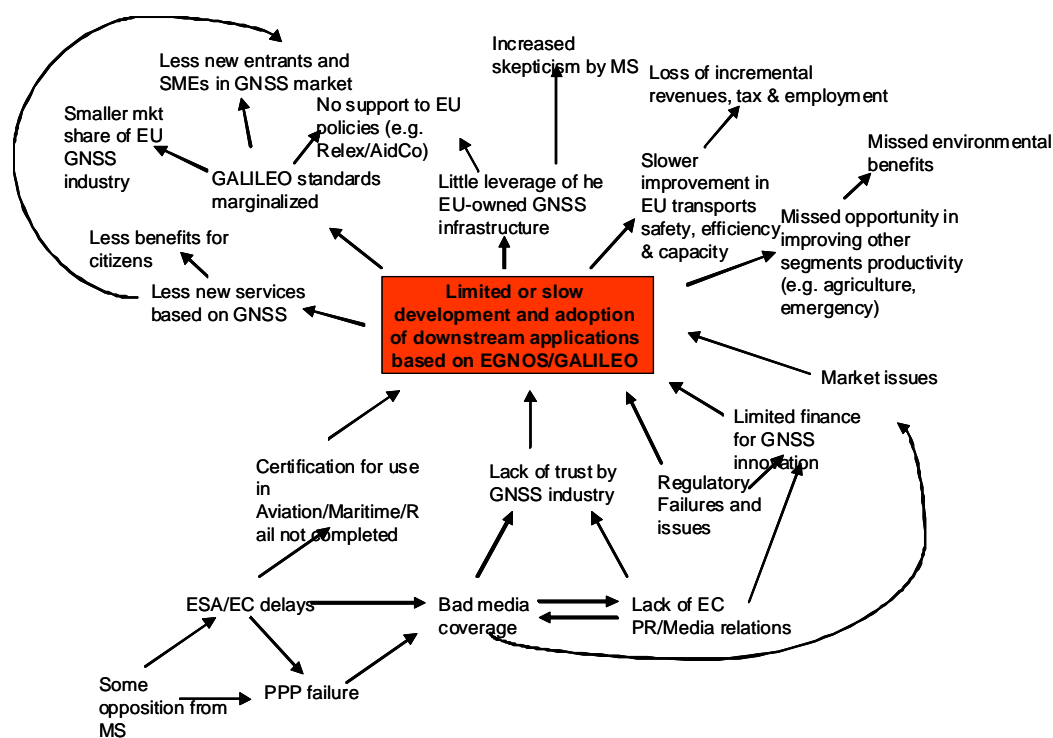 Increased
skepticism by MS
Less new entrants and
SMEs in GNSS market
Loss of incremental
revenues, tax & employment
Smaller mkt
share of EU
GNSS
industry
No support to EU
policies (e.g.
Relex/AidCo)
Missed environmental
benefits
GALILEO standards
marginalized
Little leverage of he
EU-owned GNSS
infrastructure
Slower
improvement in
EU transports
safety, efficiency
& capacity
Missed opportunity in
improving other
segments productivity
(e.g. agriculture,
emergency)
Less benefits for
citizens
Less new services
based on GNSS
Limited or slow
development and adoption
of downstream applications
based on EGNOS/GALILEO
Market issues
Limited finance
for GNSS
innovation
Certification for use
in
Aviation/Maritime/R
ail not completed
Lack of trust by
GNSS industry
Regulatory
Failures and
issues
ESA/EC delays
Bad media
coverage
Lack of EC
PR/Media relations
Some
opposition from
MS
PPP failure